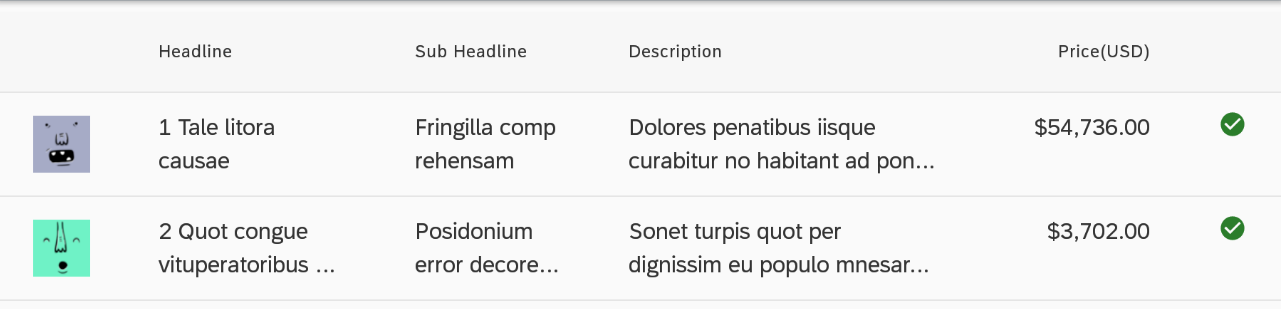 Headline Sub Headline Description Price(USD)
1 Tale litora Fringilla comp Dolores penatibus iisque $54,736.00
causae rehensam curabitur no habitant ad pon...
2 Quot congue Posidonium Sonet turpis quot per $3,702.00
vituperatoribus ... error decore... dignissim eu populo mnesar...